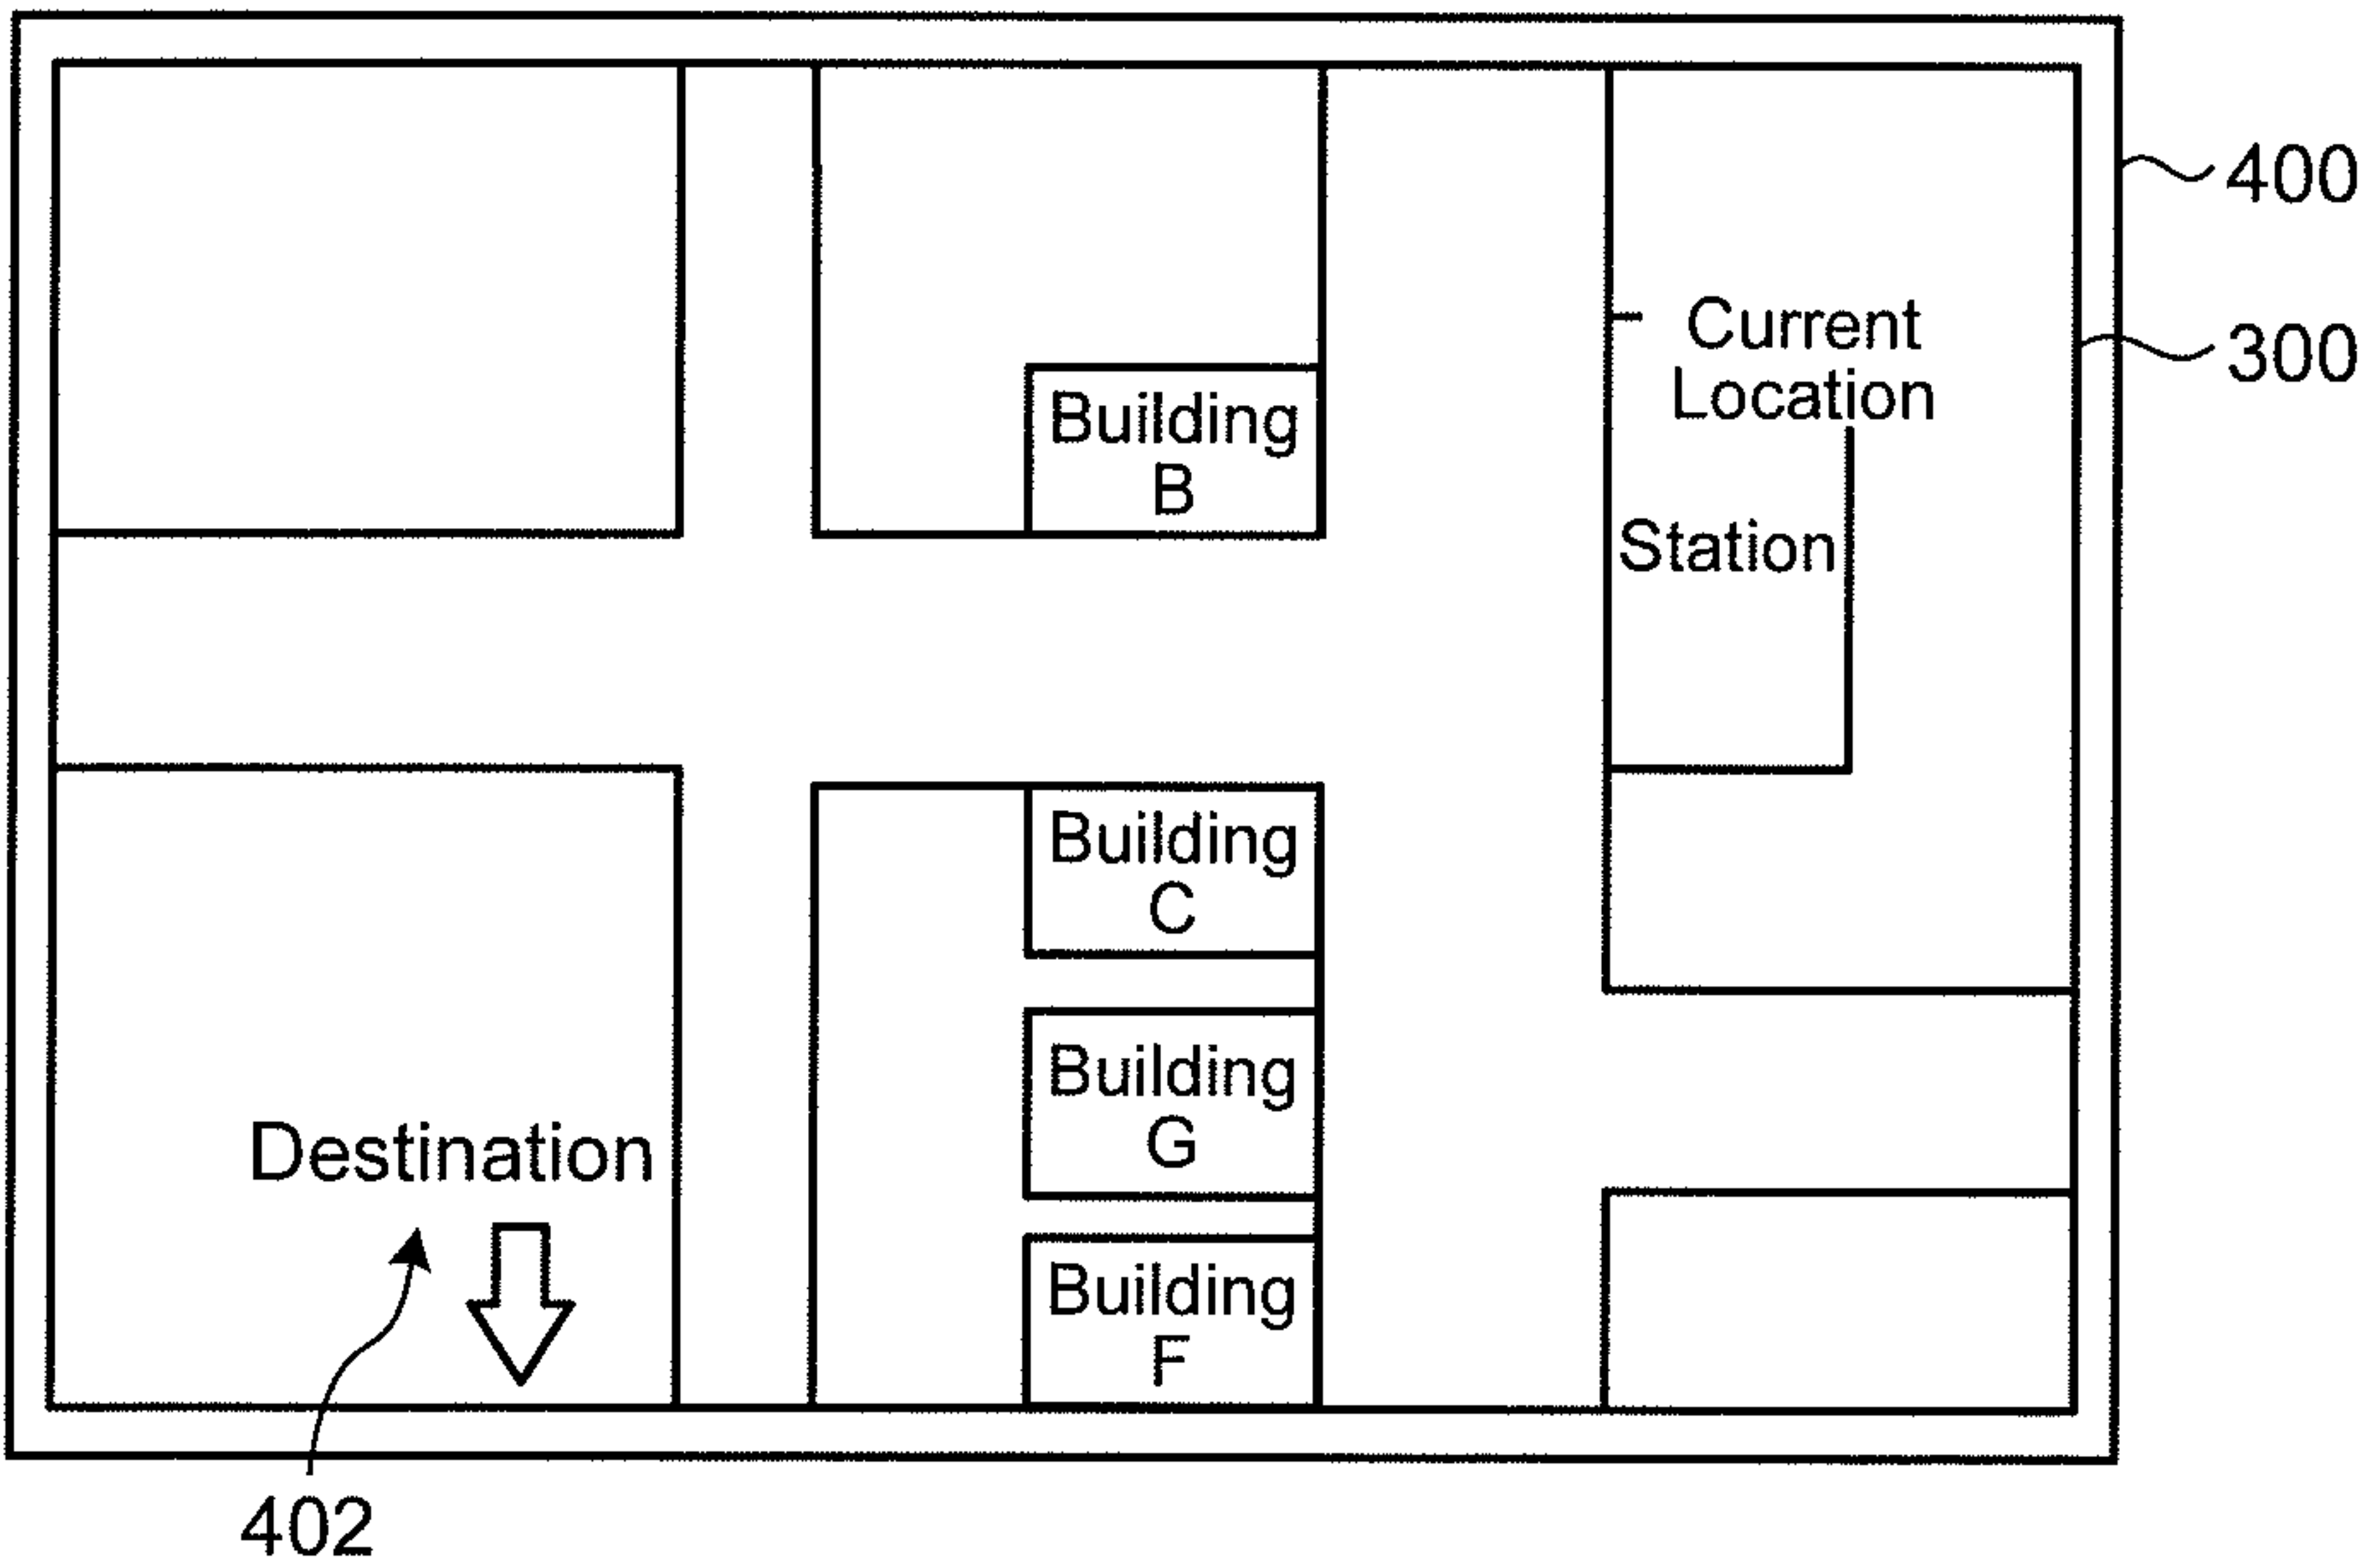 400
Current
Location
300
Building
B
Station
Building
C
Building
G
Destination
Building
F
402